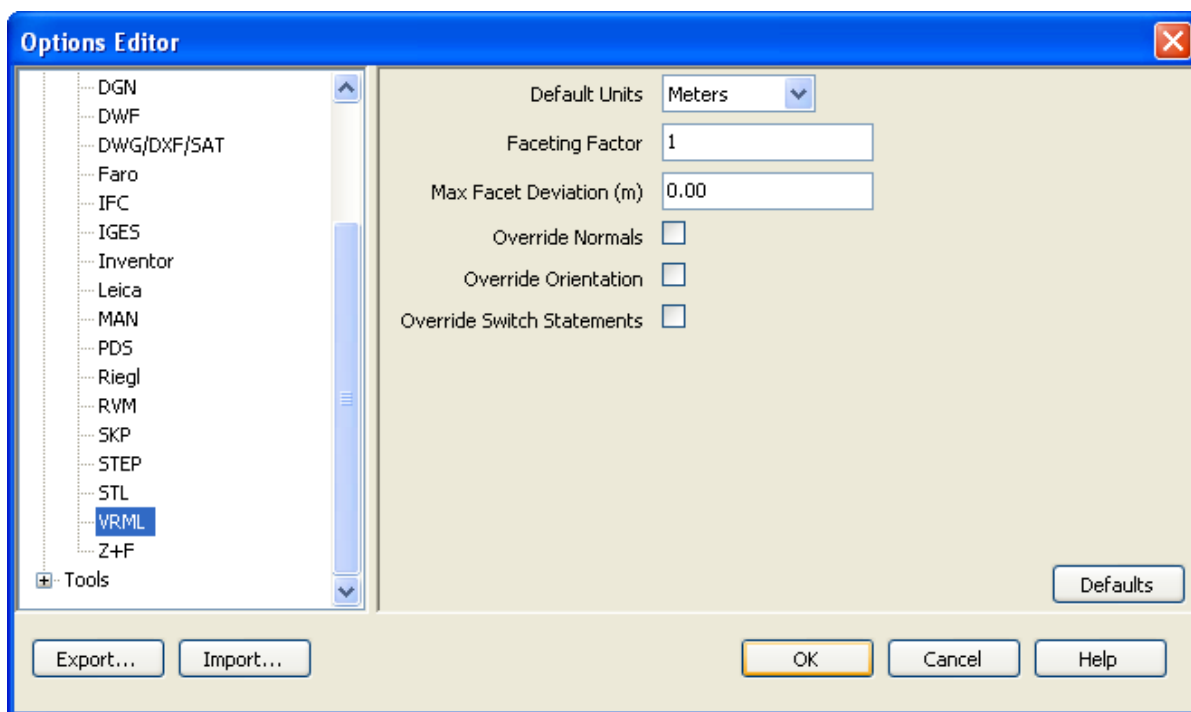 Options Editor
DGN
DWF
DWG/DXF/SAT
Faro
IFC
IGES
Inventor
Leica
MAN
PDS
Riegl
RVM
SKP
STEP
STL
VRML
Z+F
Tools
Default Units Meters
Faceting Factor 1
Max Facet Deviation (m) 0.00
Override Normals
Override Orientation
Override Switch Statements
Defaults
Export... Import... OK Cancel Help